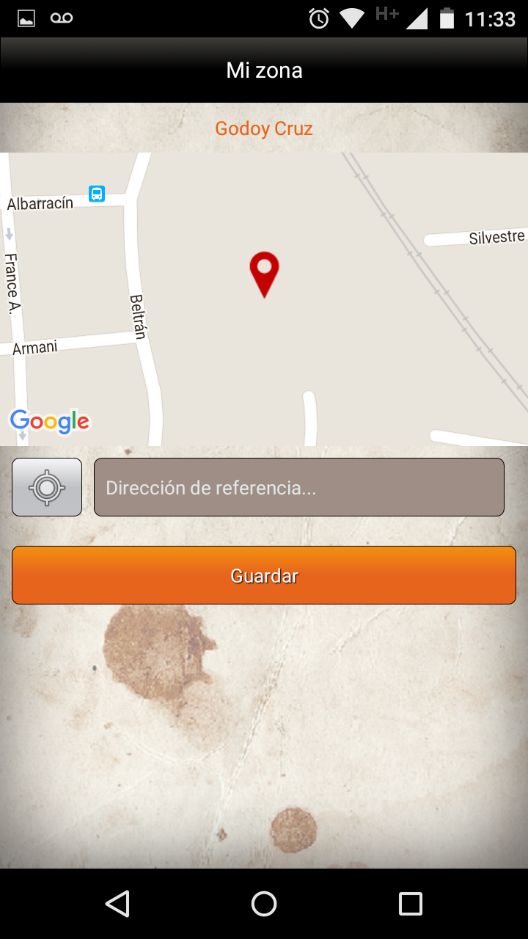 H+ 11:33
Mi zona
Godoy Cruz
Albarracín
Silvestre
France A.
Beltrán
Armani
Google
Dirección de referencia...
Guardar